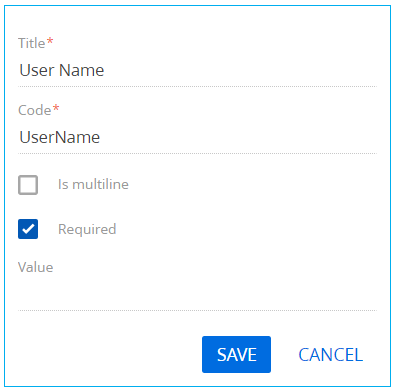 Title*
User Name
Code*
UserName
Is multiline
Required
Value
SAVE CANCEL